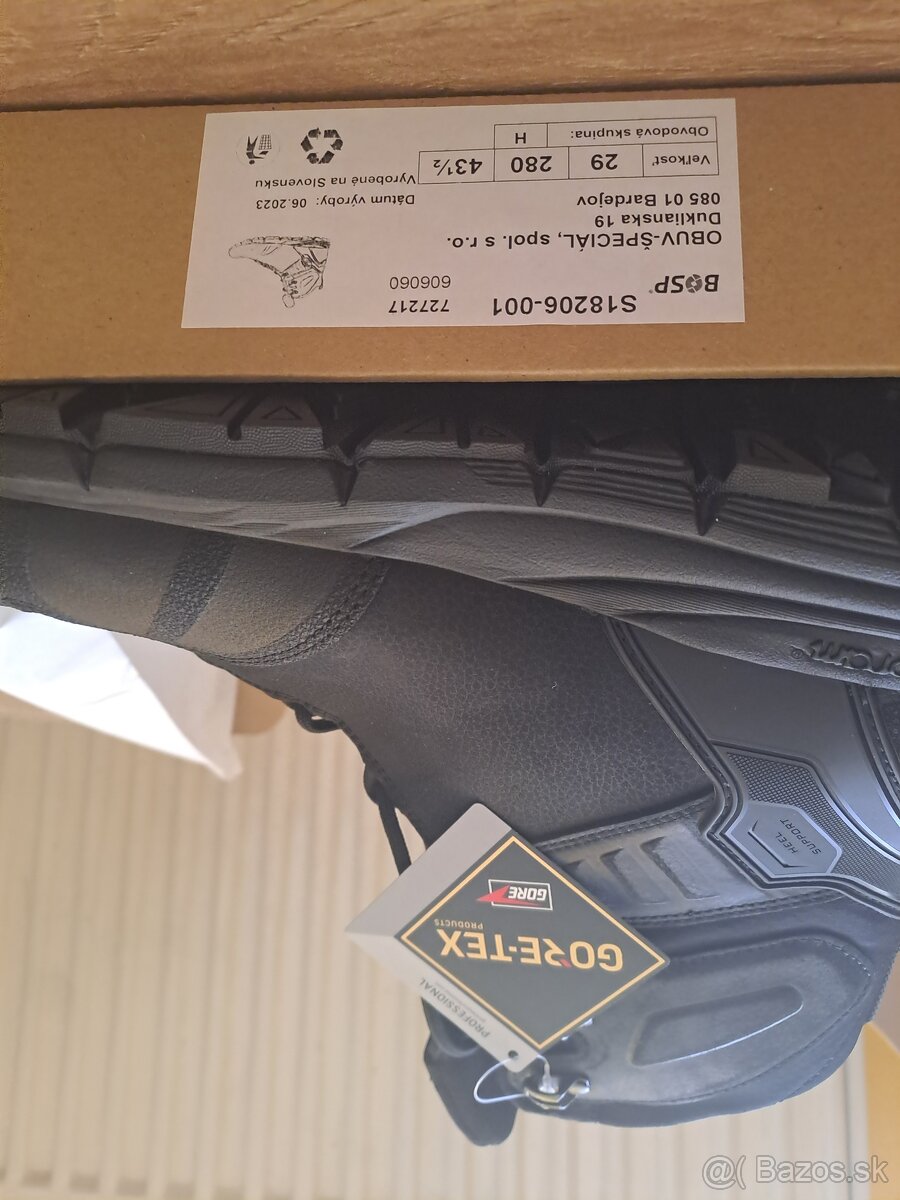 BOSP®
S18206-001
727217
606060
OBUV-ŠPECIÁL, spol. s r.o.
Duklianska 19
085 01 Bardejov
Dátum výroby: 06.2023
Vyrobené na Slovensku
Veľkosť 29 280 43½
Obvodová skupina: H
HEEL
SUPPORT
GORE
GORE-TEX
PRODUCTS
PROFESSIONAL
@( Bazos.sk